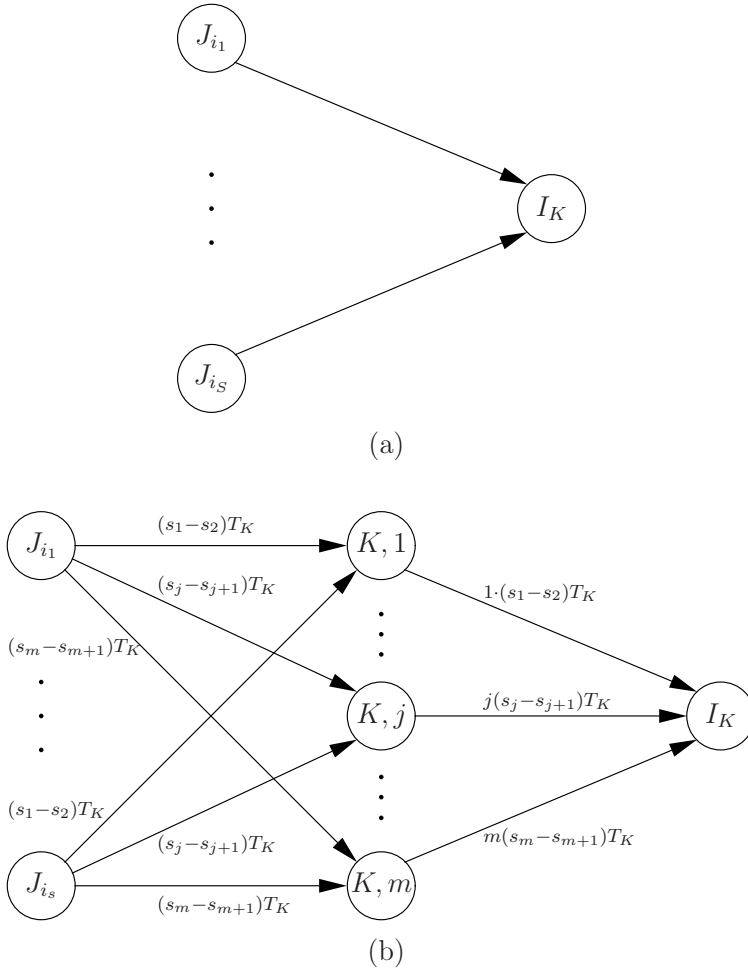 J_{i_1}
I_K
J_{i_S}
(a)
J_{i_1}
(s_1−s_2)T_K
K, 1
(s_j−s_{j+1})T_K
1·(s_1−s_2)T_K
(s_m−s_{m+1})T_K
K, j
j(s_j−s_{j+1})T_K
I_K
(s_1−s_2)T_K
(s_j−s_{j+1})T_K
m(s_m−s_{m+1})T_K
J_{i_s}
(s_m−s_{m+1})T_K
K, m
(b)